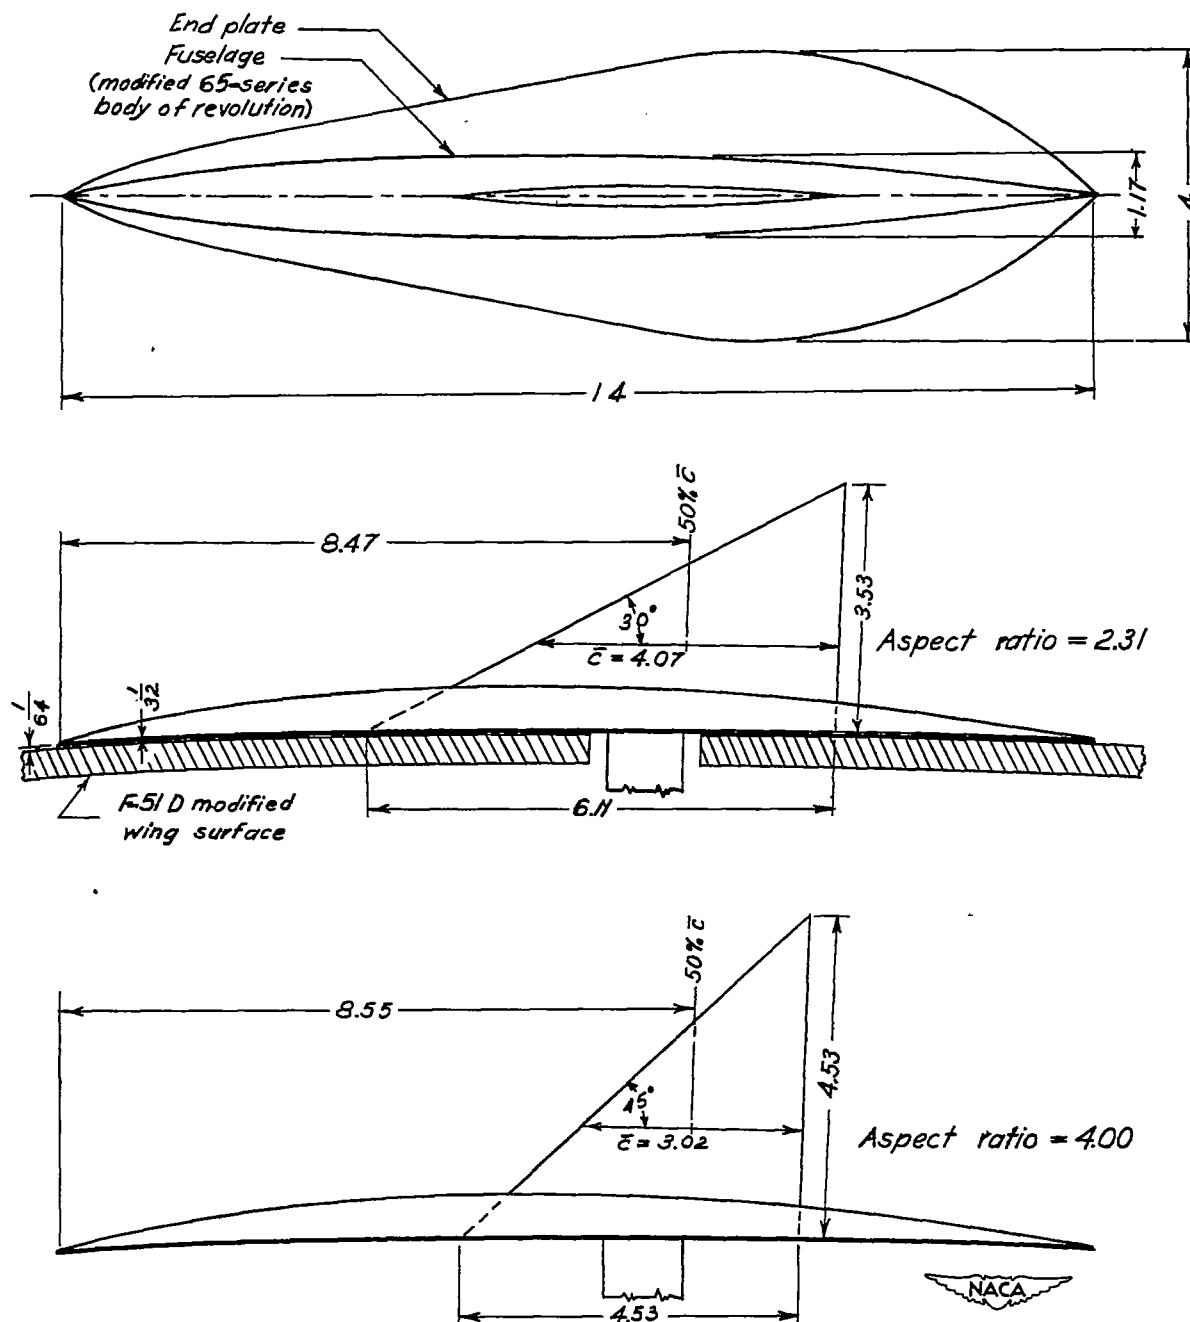 End plate
Fuselage
(modified 65-series
body of revolution)
1.17
4
14
50% c̄
8.47
30°
3.53
c̄ = 4.07
Aspect ratio = 2.31
1/64
1/32
6.11
F-51 D modified
wing surface
50% c̄
8.55
45°
4.53
c̄ = 3.02
Aspect ratio = 4.00
4.53
NACA